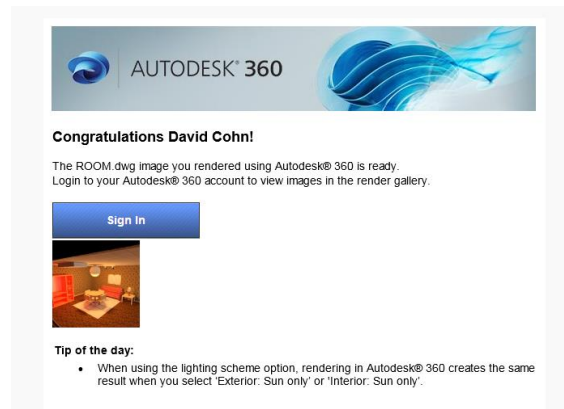 AUTODESK® 360
Congratulations David Cohn!
The ROOM.dwg image you rendered using Autodesk® 360 is ready.
Login to your Autodesk® 360 account to view images in the render gallery.
Sign In
Tip of the day:
• When using the lighting scheme option, rendering in Autodesk® 360 creates the same
result when you select 'Exterior: Sun only' or 'Interior: Sun only'.